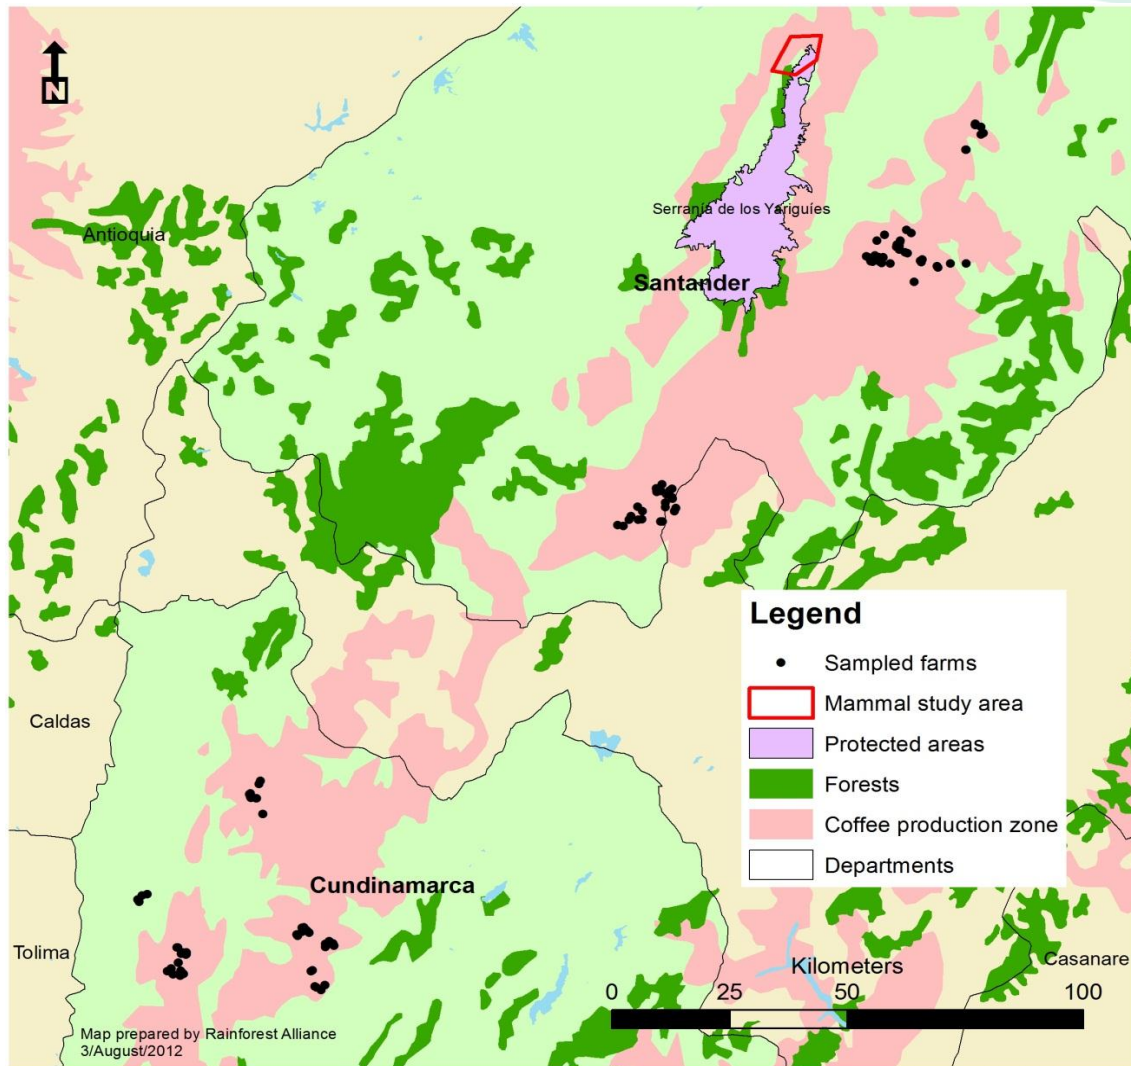 N
Antioquia
Serranía de los Yariguíes
Santander
Caldas
Cundinamarca
Tolima
Casanare
Legend
Sampled farms
Mammal study area
Protected areas
Forests
Coffee production zone
Departments
Kilometers
0 25 50 100
Map prepared by Rainforest Alliance
3/August/2012